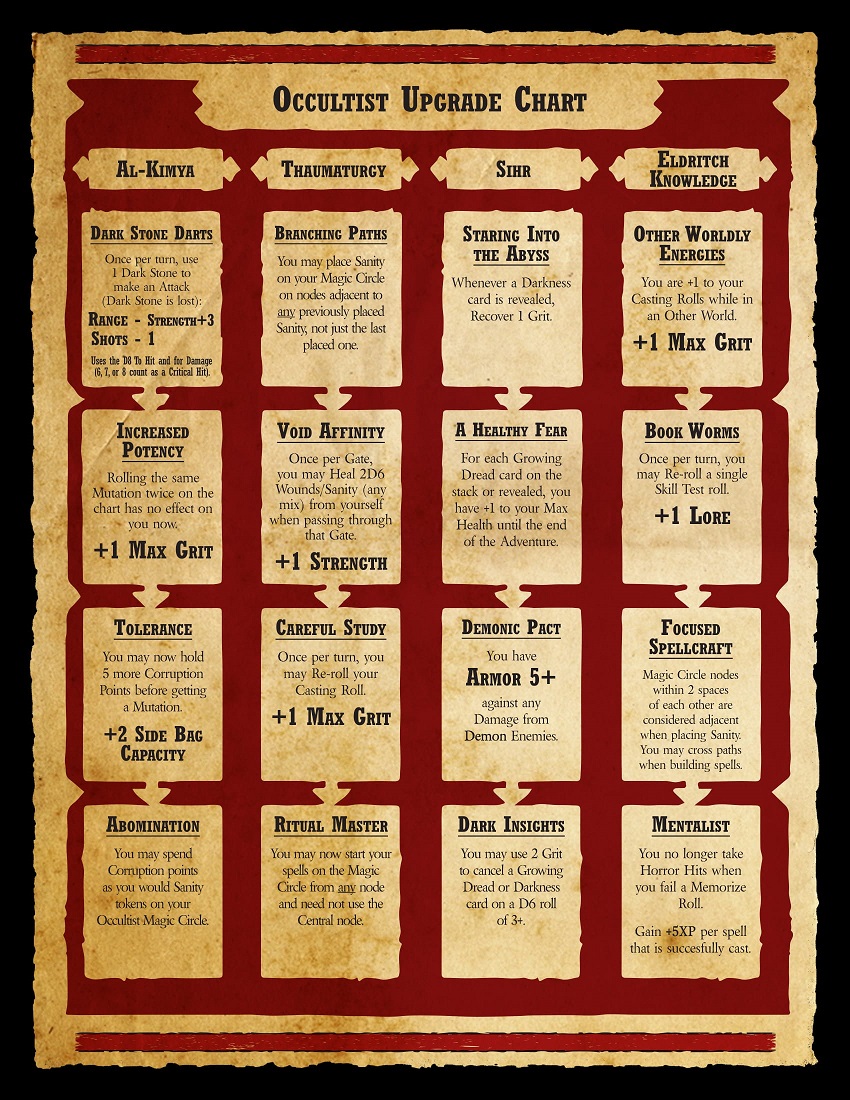 Occultist Upgrade Chart
Al-Kimya
Dark Stone Darts
Once per turn, use
1 Dark Stone to
make an Attack
(Dark Stone is lost):
Range - Strength+3
Shots - 1
Uses the D8 To Hit and for Damage
(6, 7, or 8 count as a Critical Hit).
Increased
Potency
Rolling the same
Mutation twice on the
chart has no effect on
you now.
+1 Max Grit
Tolerance
You may now hold
5 more Corruption
Points before getting
a Mutation.
+2 Side Bag
Capacity
Abomination
You may spend
Corruption points
as you would Sanity
tokens on your
Occultist Magic Circle.
Thaumaturgy
Branching Paths
You may place Sanity
on your Magic Circle
on nodes adjacent to
any previously placed
Sanity, not just the last
placed one.
Void Affinity
Once per Gate,
you may Heal 2D6
Wounds/Sanity (any
mix) from yourself
when passing through
that Gate.
+1 Strength
Careful Study
Once per turn, you
may Re-roll your
Casting Roll.
+1 Max Grit
Ritual Master
You may now start your
spells on the Magic
Circle from any node
and need not use the
Central node.
Sihr
Staring Into
the Abyss
Whenever a Darkness
card is revealed,
Recover 1 Grit.
A Healthy Fear
For each Growing
Dread card on the
stack or revealed, you
have +1 to your Max
Health until the end
of the Adventure.
Demonic Pact
You have
Armor 5+
against any
Damage from
Demon Enemies.
Dark Insights
You may use 2 Grit
to cancel a Growing
Dread or Darkness
card on a D6 roll
of 3+.
Eldritch
Knowledge
Other Worldly
Energies
You are +1 to your
Casting Rolls while in
an Other World.
+1 Max Grit
Book Worms
Once per turn, you
may Re-roll a single
Skill Test roll.
+1 Lore
Focused
Spellcraft
Magic Circle nodes
within 2 spaces
of each other are
considered adjacent
when placing Sanity.
You may cross paths
when building spells.
Mentalist
You no longer take
Horror Hits when
you fail a Memorize
Roll.
Gain +5XP per spell
that is succesfully cast.